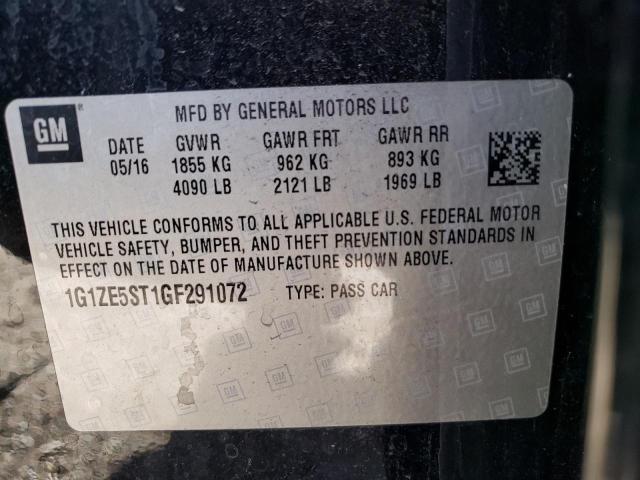 GM ® MFD BY GENERAL MOTORS LLC
DATE GVWR GAWR FRT GAWR RR
05/16 1855 KG 962 KG 893 KG
4090 LB 2121 LB 1969 LB
THIS VEHICLE CONFORMS TO ALL APPLICABLE U.S. FEDERAL MOTOR
VEHICLE SAFETY, BUMPER, AND THEFT PREVENTION STANDARDS IN
EFFECT ON THE DATE OF MANUFACTURE SHOWN ABOVE.
1G1ZE5ST1GF291072 TYPE: PASS CAR